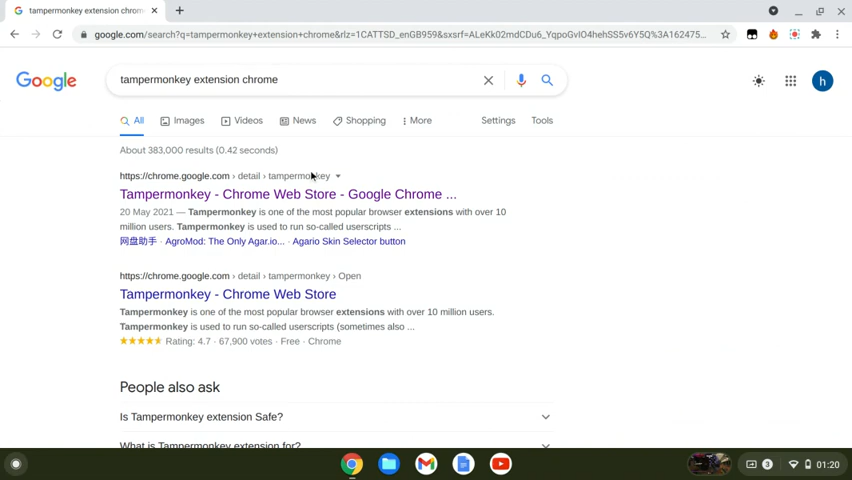 tampermonkey extension chrome
google.com/search?q=tampermonkey+extension+chrome&rlz=1CATTSD_enGB959&sxsrf=ALeKk02mdCDu6_YqpoGvIO4hehSS5v6Y5Q%3A162475...
Google
tampermonkey extension chrome
h
All
Images
Videos
News
Shopping
More
Settings
Tools
About 383,000 results (0.42 seconds)
https://chrome.google.com › detail › tampermonkey
Tampermonkey - Chrome Web Store - Google Chrome ...
20 May 2021 — Tampermonkey is one of the most popular browser extensions with over 10
million users. Tampermonkey is used to run so-called userscripts ...
网盘助手 · AgroMod: The Only Agar.io... · Agario Skin Selector button
https://chrome.google.com › detail › tampermonkey › Open
Tampermonkey - Chrome Web Store
Tampermonkey is one of the most popular browser extensions with over 10 million users.
Tampermonkey is used to run so-called userscripts (sometimes also ...
Rating: 4.7 · 67,900 votes · Free · Chrome
People also ask
Is Tampermonkey extension Safe?
What is Tampermonkey extension for?
3
01:20